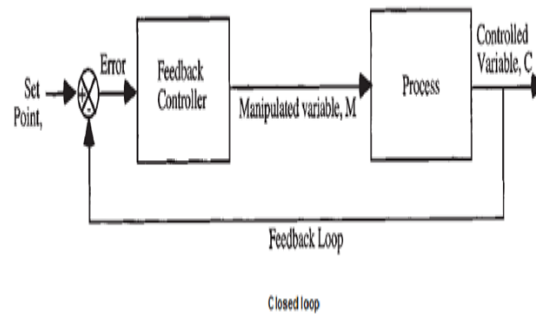 Controlled
Variable, C
Error
Feedback
Controller
Process
Set
Point,
+
-
Manipulated variable, M
Feedback Loop
Closed loop